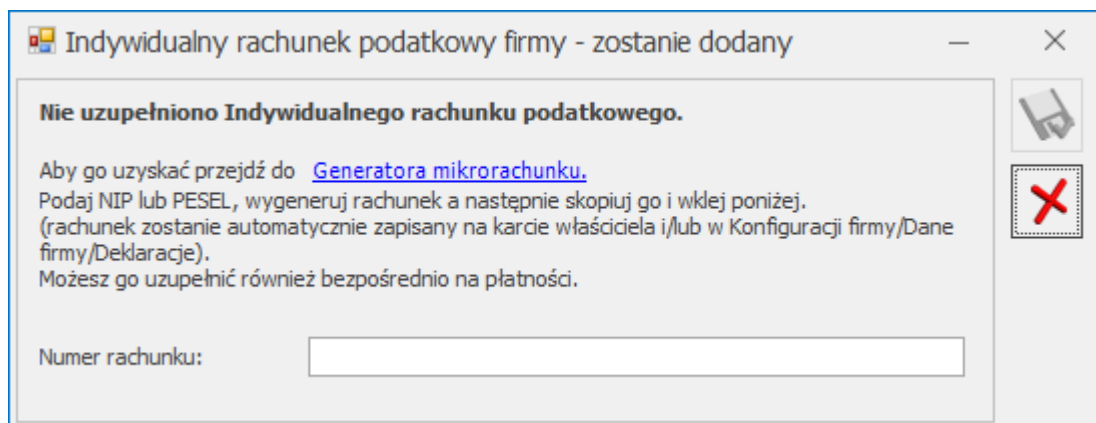 Indywidualny rachunek podatkowy firmy - zostanie dodany
Nie uzupełniono Indywidualnego rachunku podatkowego.
Aby go uzyskać przejdź do Generatora mikrorachunku.
Podaj NIP lub PESEL, wygeneruj rachunek a następnie skopiuj go i wklej poniżej.
(rachunek zostanie automatycznie zapisany na karcie właściciela i/lub w Konfiguracji firmy/Dane
firmy/Deklaracje).
Możesz go uzupełnić również bezpośrednio na płatności.
Numer rachunku: